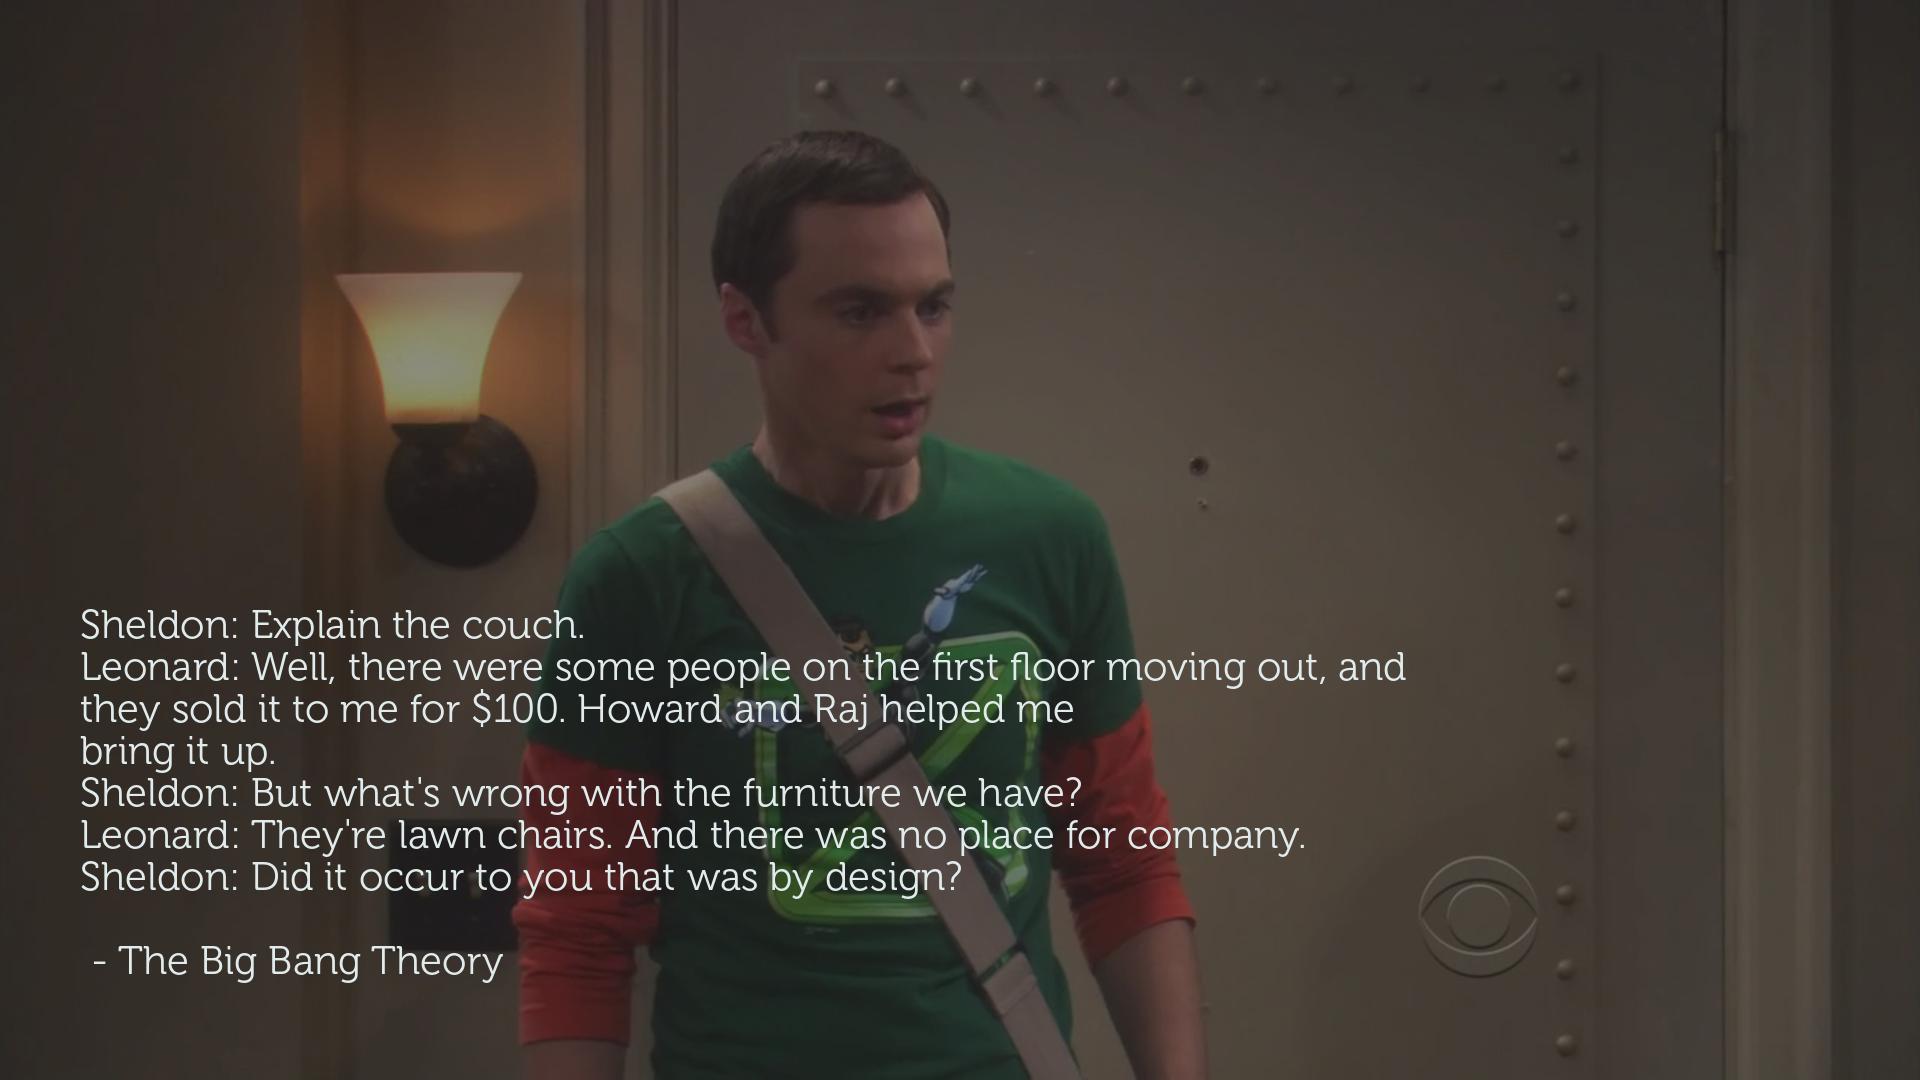 Sheldon: Explain the couch.
Leonard: Well, there were some people on the first floor moving out, and
they sold it to me for $100. Howard and Raj helped me
bring it up.
Sheldon: But what's wrong with the furniture we have?
Leonard: They're lawn chairs. And there was no place for company.
Sheldon: Did it occur to you that was by design?
- The Big Bang Theory